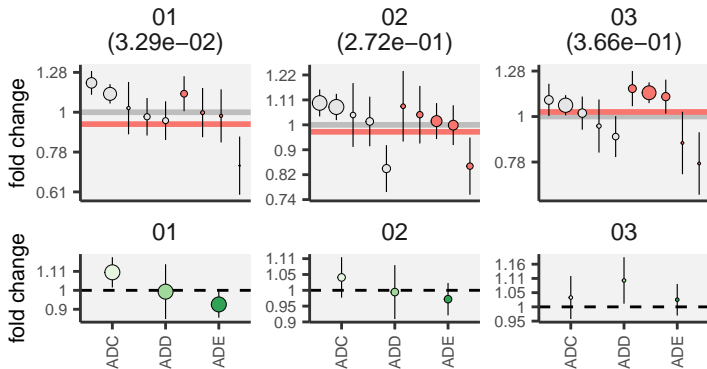 01
(3.29e−02)
02
(2.72e−01)
03
(3.66e−01)
fold change
1.28
1
0.78
0.61
1.22
1.11
1
0.9
0.82
0.74
1.28
1
0.78
01
02
03
fold change
1.11
1
0.9
1.11
1.05
1
0.95
0.9
1.16
1.11
1.05
1
0.95
ADC
ADD
ADE
ADC
ADD
ADE
ADC
ADD
ADE